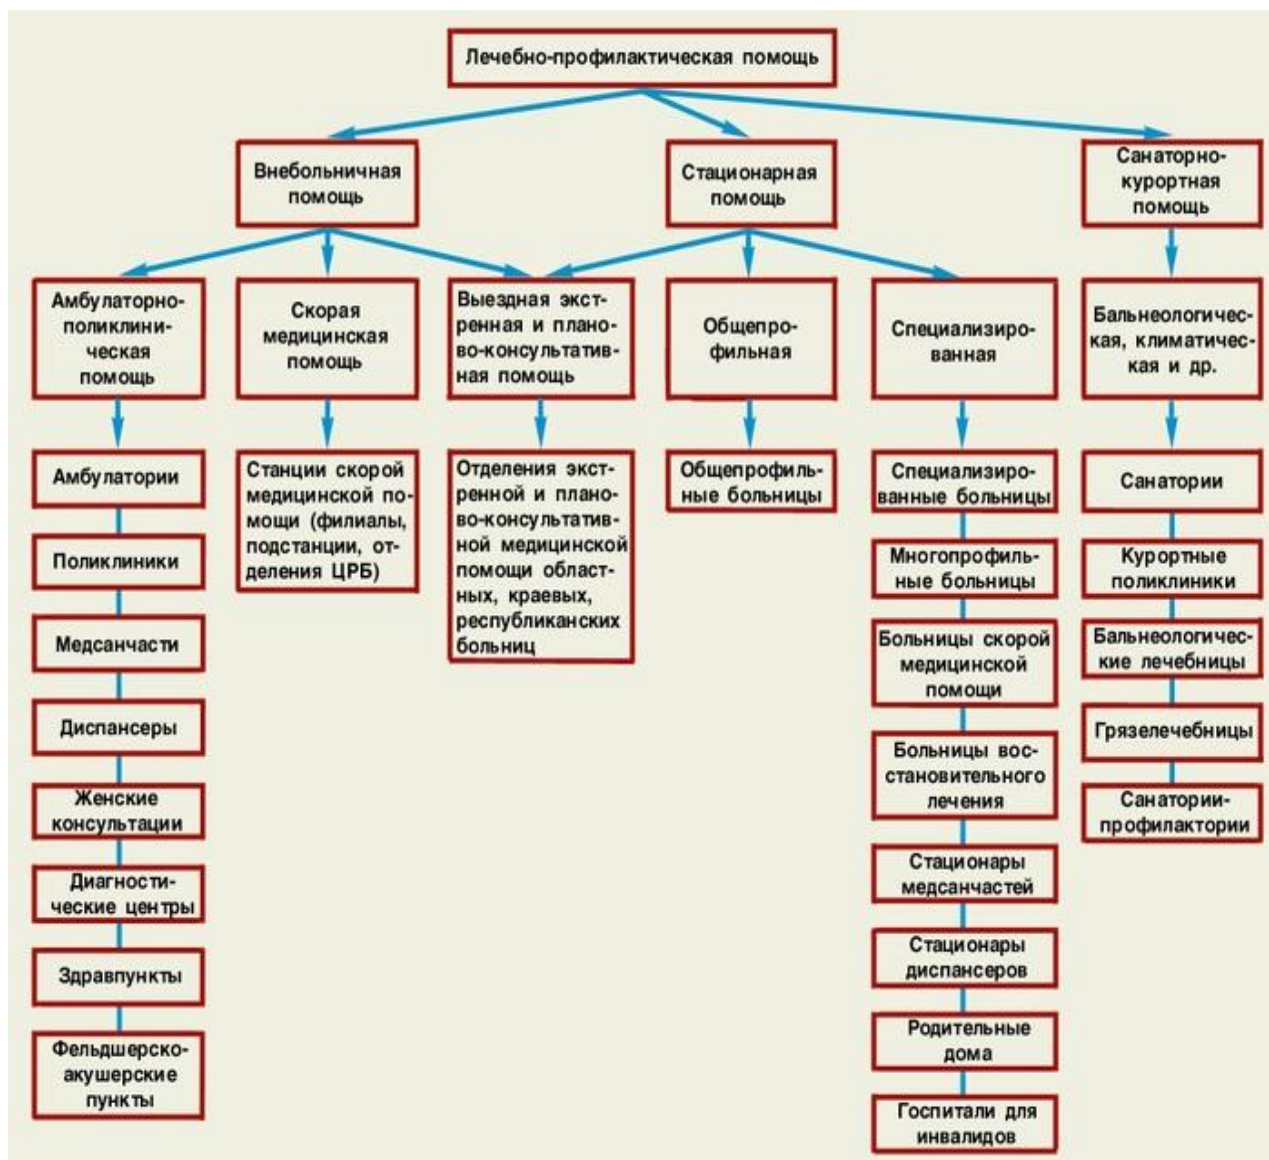 Лечебно-профилактическая помощь
Внебольничная
помощь
Стационарная
помощь
Санаторно-
курортная
помощь
Амбулаторно-
поликлини-
ческая
помощь
Скорая
медицинская
помощь
Выездная экст-
ренная и плано-
во-консультатив-
ная помощь
Общепро-
фильная
Специализиро-
ванная
Бальнеологичес-
кая, климатичес-
кая и др.
Амбулатории
Поликлиники
Медсанчасти
Диспансеры
Женские
консультации
Диагности-
ческие центры
Здравпункты
Фельдшерско-
акушерские
пункты
Станции скорой
медицинской по-
мощи (филиалы,
подстанции, от-
деления ЦРБ)
Отделения экст-
ренной и плано-
во-консультатив-
ной медицинской
помощи област-
ных, краевых,
республиканских
больниц
Общепрофиль-
ные больницы
Специализиро-
ванные больницы
Многопрофиль-
ные больницы
Больницы скорой
медицинской
помощи
Больницы вос-
становительного
лечения
Стационары
медсанчастей
Стационары
диспансеров
Родительные
дома
Госпитали для
инвалидов
Санатории
Курортные
поликлиники
Бальнеологичес-
кие лечебницы
Грязелечебницы
Санатории-
профилактории